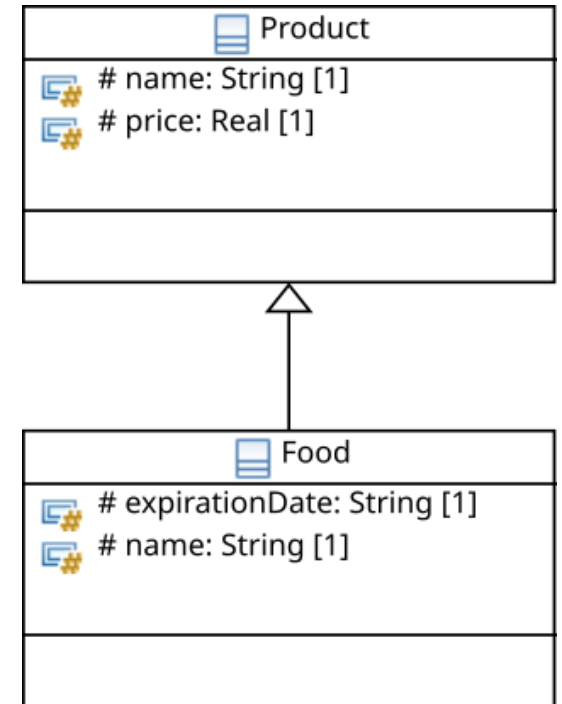 Product
# name: String [1]
# price: Real [1]
Food
# expirationDate: String [1]
# name: String [1]